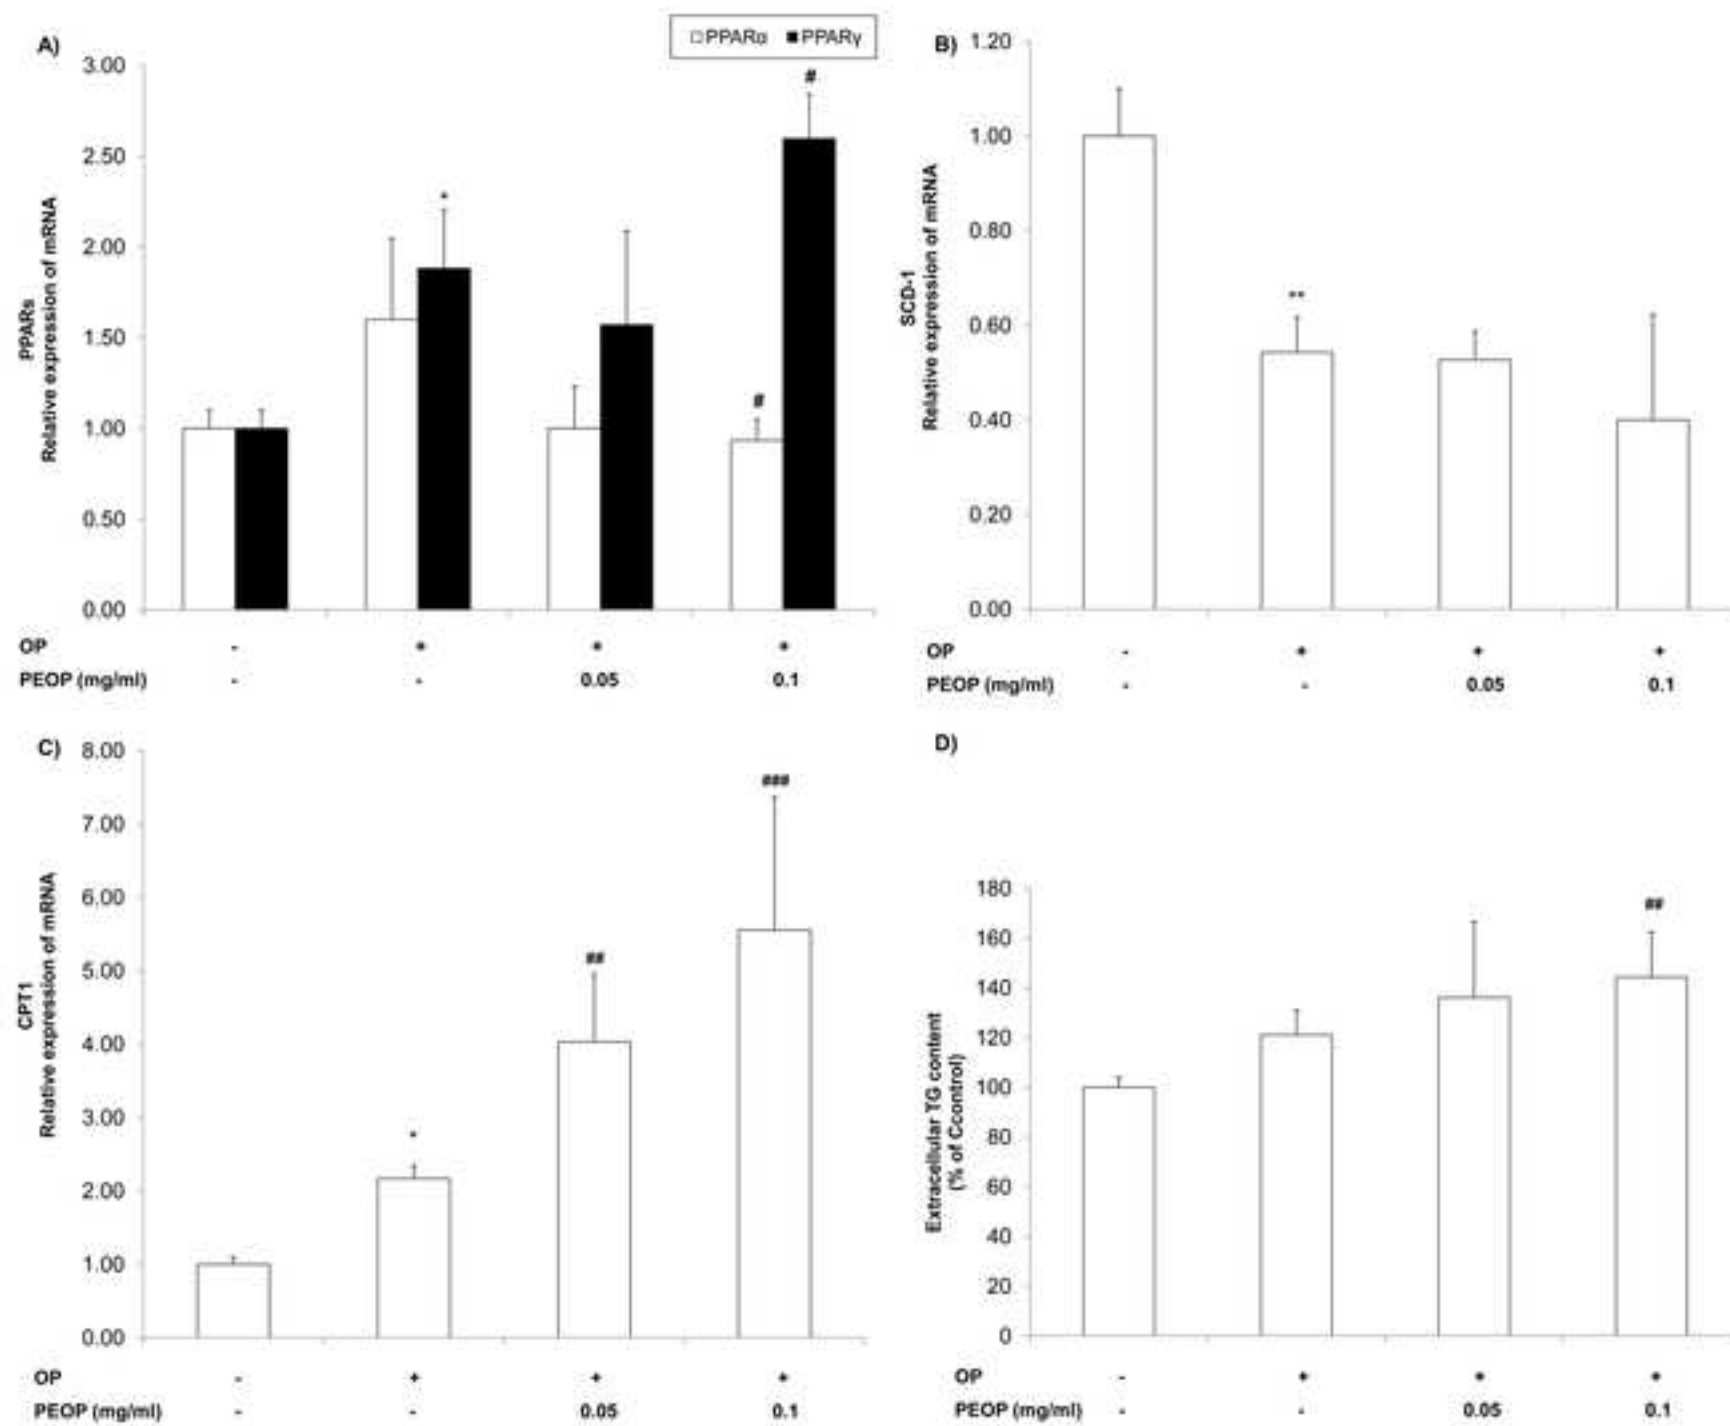 A)
□PPARα ■PPARγ
3.00
2.50
2.00
1.50
1.00
0.50
0.00
PPARs
Relative expression of mRNA
*
#
#
OP - + + +
PEOP (mg/ml) - - 0.05 0.1
B)
1.20
1.00
0.80
0.60
0.40
0.20
0.00
SCD-1
Relative expression of mRNA
**
OP - + + +
PEOP (mg/ml) - - 0.05 0.1
C)
8.00
7.00
6.00
5.00
4.00
3.00
2.00
1.00
0.00
CPT1
Relative expression of mRNA
*
##
###
OP - + + +
PEOP (mg/ml) - - 0.05 0.1
D)
180
160
140
120
100
80
60
40
20
0
Extracellular TG content
(% of Ccontrol)
##
OP - + + +
PEOP (mg/ml) - - 0.05 0.1